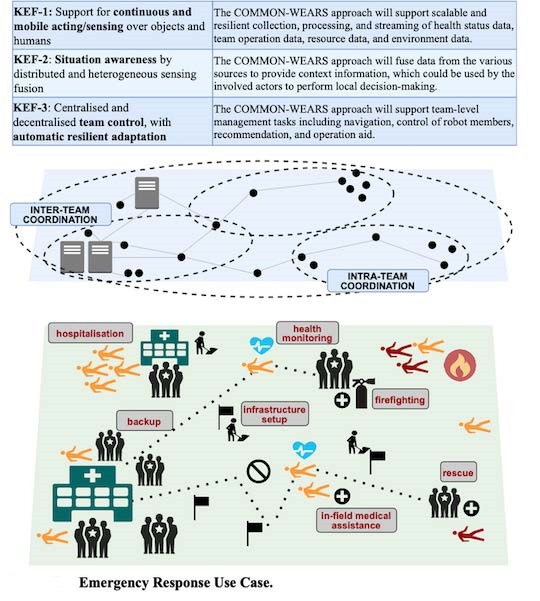 KEF-1: Support for continuous and
mobile acting/sensing over objects and
humans
The COMMON-WEARS approach will support scalable and
resilient collection, processing, and streaming of health status data,
team operation data, resource data, and environment data.
KEF-2: Situation awareness by
distributed and heterogeneous sensing
fusion
The COMMON-WEARS approach will fuse data from the various
sources to provide context information, which could be used by the
involved actors to perform local decision-making.
KEF-3: Centralised and
decentralised team control, with
automatic resilient adaptation
The COMMON-WEARS approach will support team-level
management tasks including navigation, control of robot members,
recommendation, and operation aid.
INTER-TEAM
COORDINATION
INTRA-TEAM
COORDINATION
hospitalisation
health
monitoring
firefighting
backup
infrastructure
setup
rescue
in-field medical
assistance
Emergency Response Use Case.